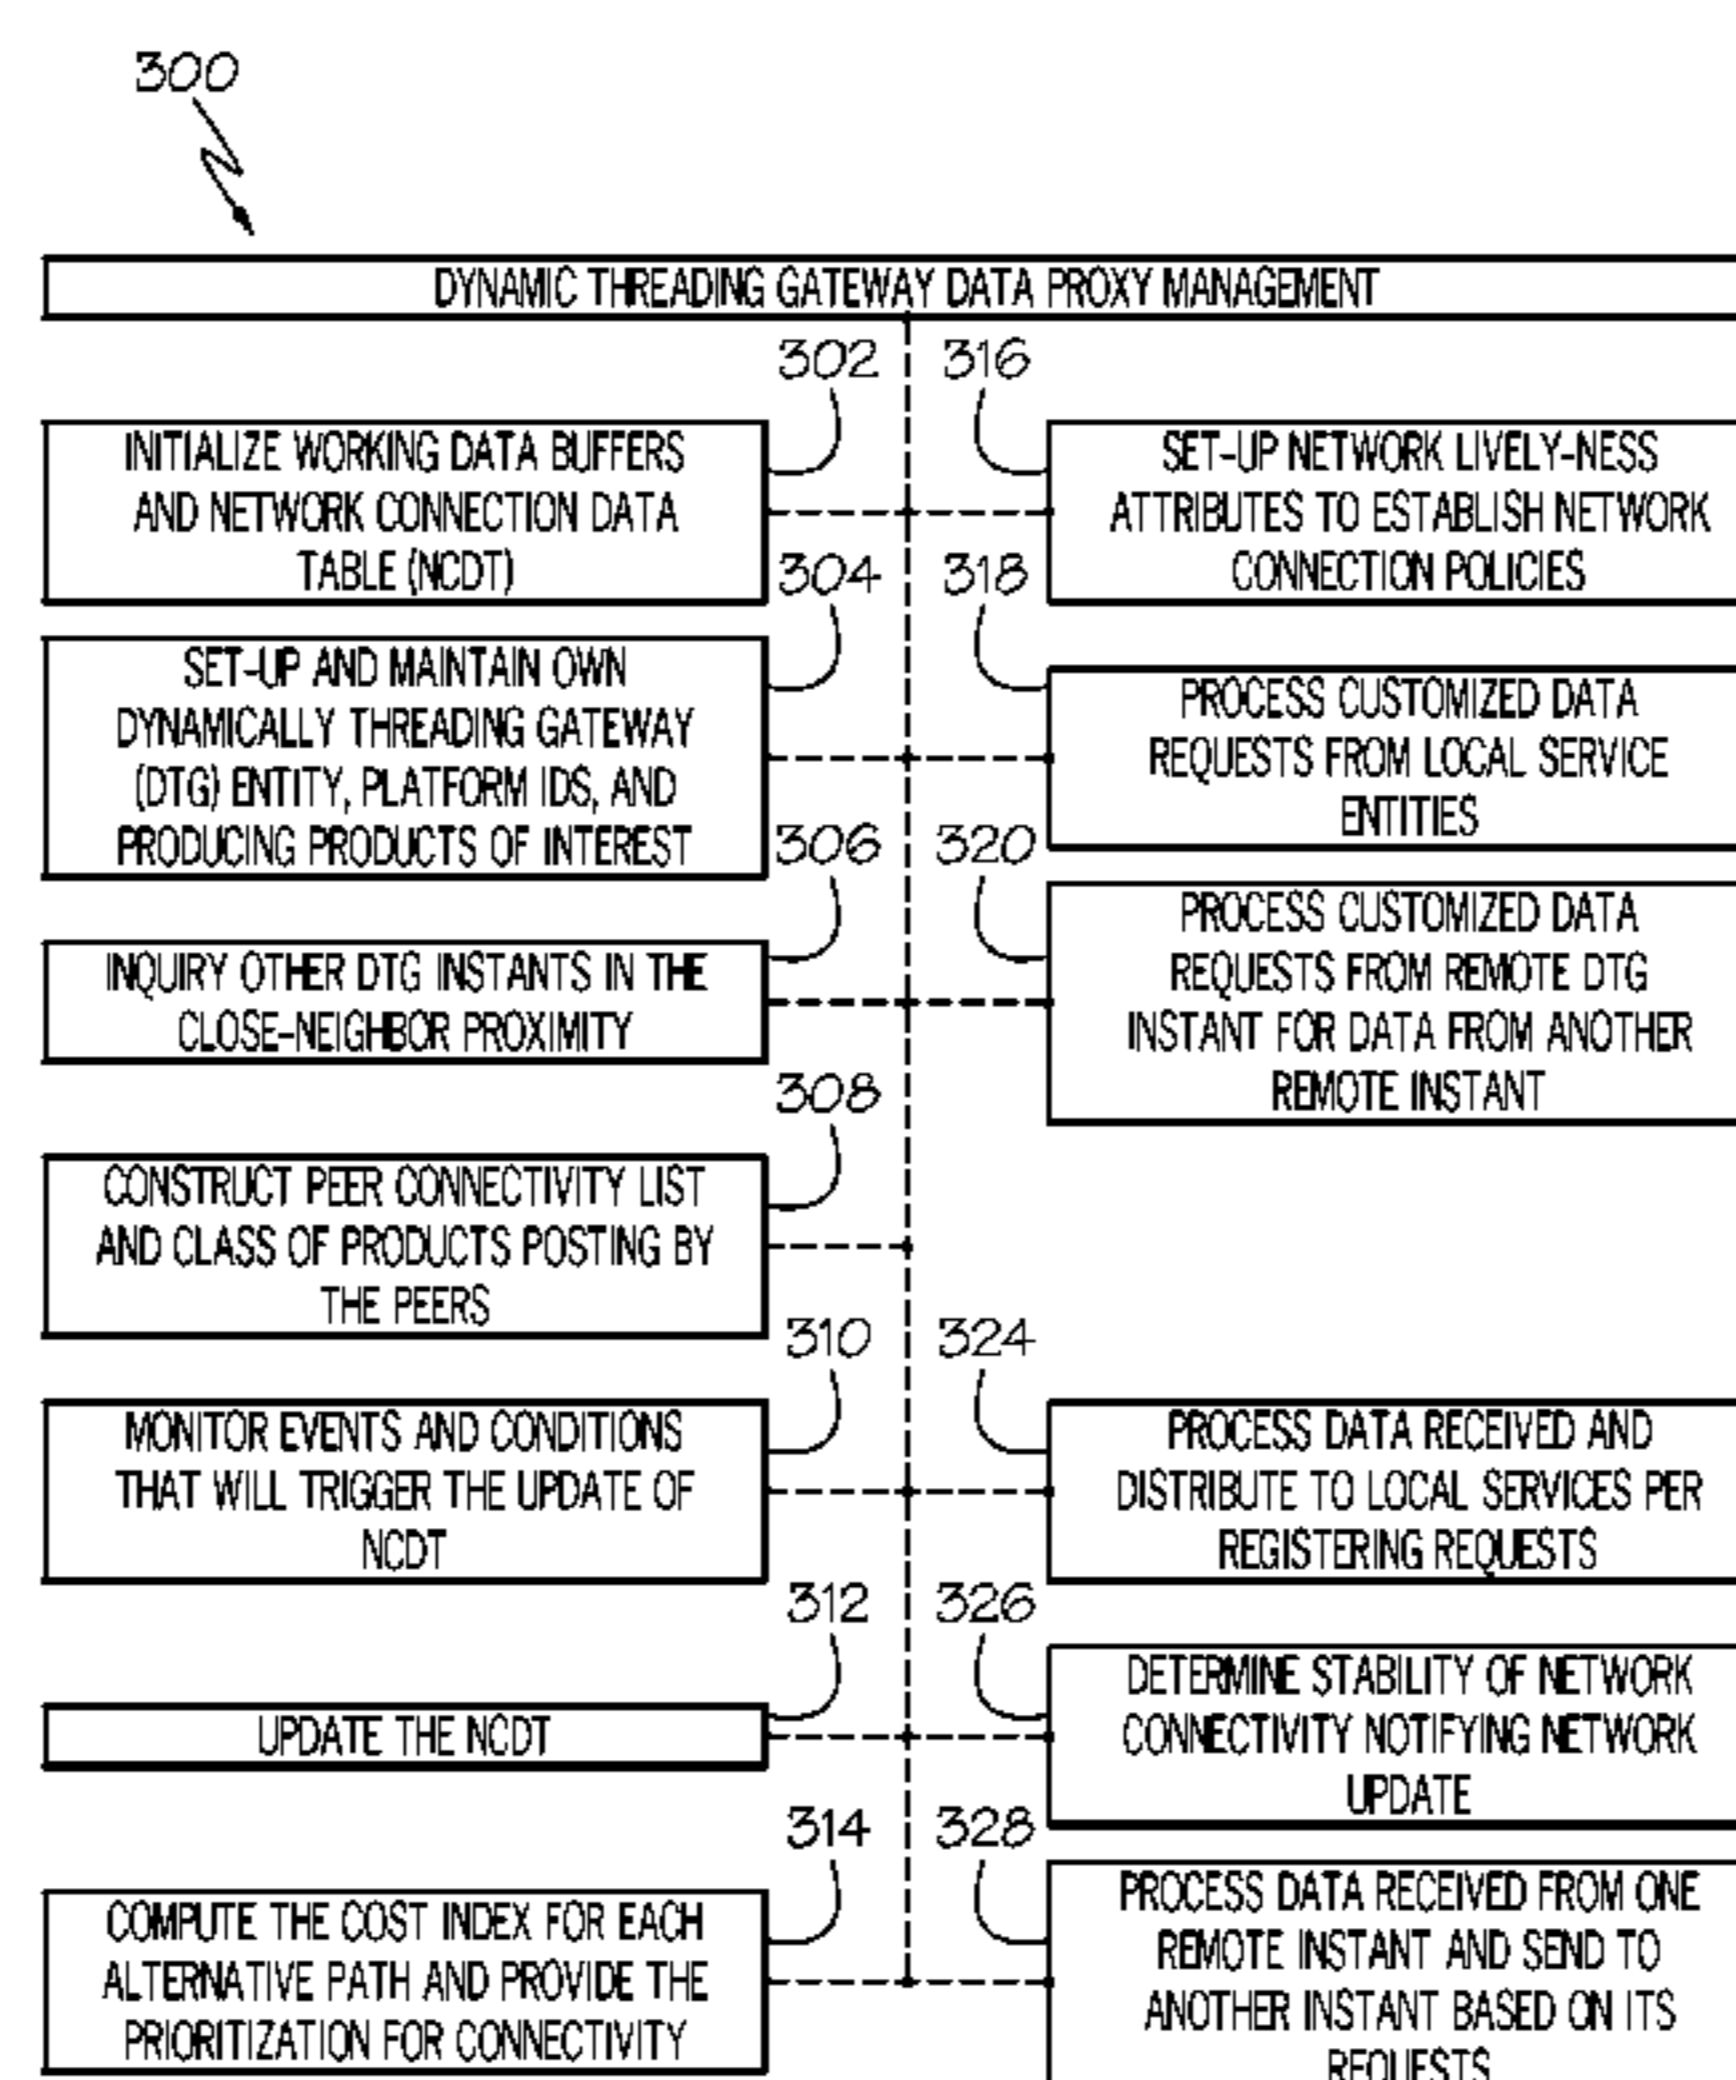 300
DYNAMIC THREADING GATEWAY DATA PROXY MANAGEMENT
302
INITIALIZE WORKING DATA BUFFERS
AND NETWORK CONNECTION DATA
TABLE (NCDT)
304
SET-UP AND MAINTAIN OWN
DYNAMICALLY THREADING GATEWAY
(DTG) ENTITY, PLATFORM IDS, AND
PRODUCING PRODUCTS OF INTEREST
306
INQUIRY OTHER DTG INSTANTS IN THE
CLOSE-NEIGHBOR PROXIMITY
308
CONSTRUCT PEER CONNECTIVITY LIST
AND CLASS OF PRODUCTS POSTING BY
THE PEERS
310
MONITOR EVENTS AND CONDITIONS
THAT WILL TRIGGER THE UPDATE OF
NCDT
312
UPDATE THE NCDT
314
COMPUTE THE COST INDEX FOR EACH
ALTERNATIVE PATH AND PROVIDE THE
PRIORITIZATION FOR CONNECTIVITY
316
SET-UP NETWORK LIVELY-NESS
ATTRIBUTES TO ESTABLISH NETWORK
CONNECTION POLICIES
318
PROCESS CUSTOMIZED DATA
REQUESTS FROM LOCAL SERVICE
ENTITIES
320
PROCESS CUSTOMIZED DATA
REQUESTS FROM REMOTE DTG
INSTANT FOR DATA FROM ANOTHER
REMOTE INSTANT
324
PROCESS DATA RECEIVED AND
DISTRIBUTE TO LOCAL SERVICES PER
REGISTERING REQUESTS
326
DETERMINE STABILITY OF NETWORK
CONNECTIVITY NOTIFYING NETWORK
UPDATE
328
PROCESS DATA RECEIVED FROM ONE
REMOTE INSTANT AND SEND TO
ANOTHER INSTANT BASED ON ITS
REQUESTS